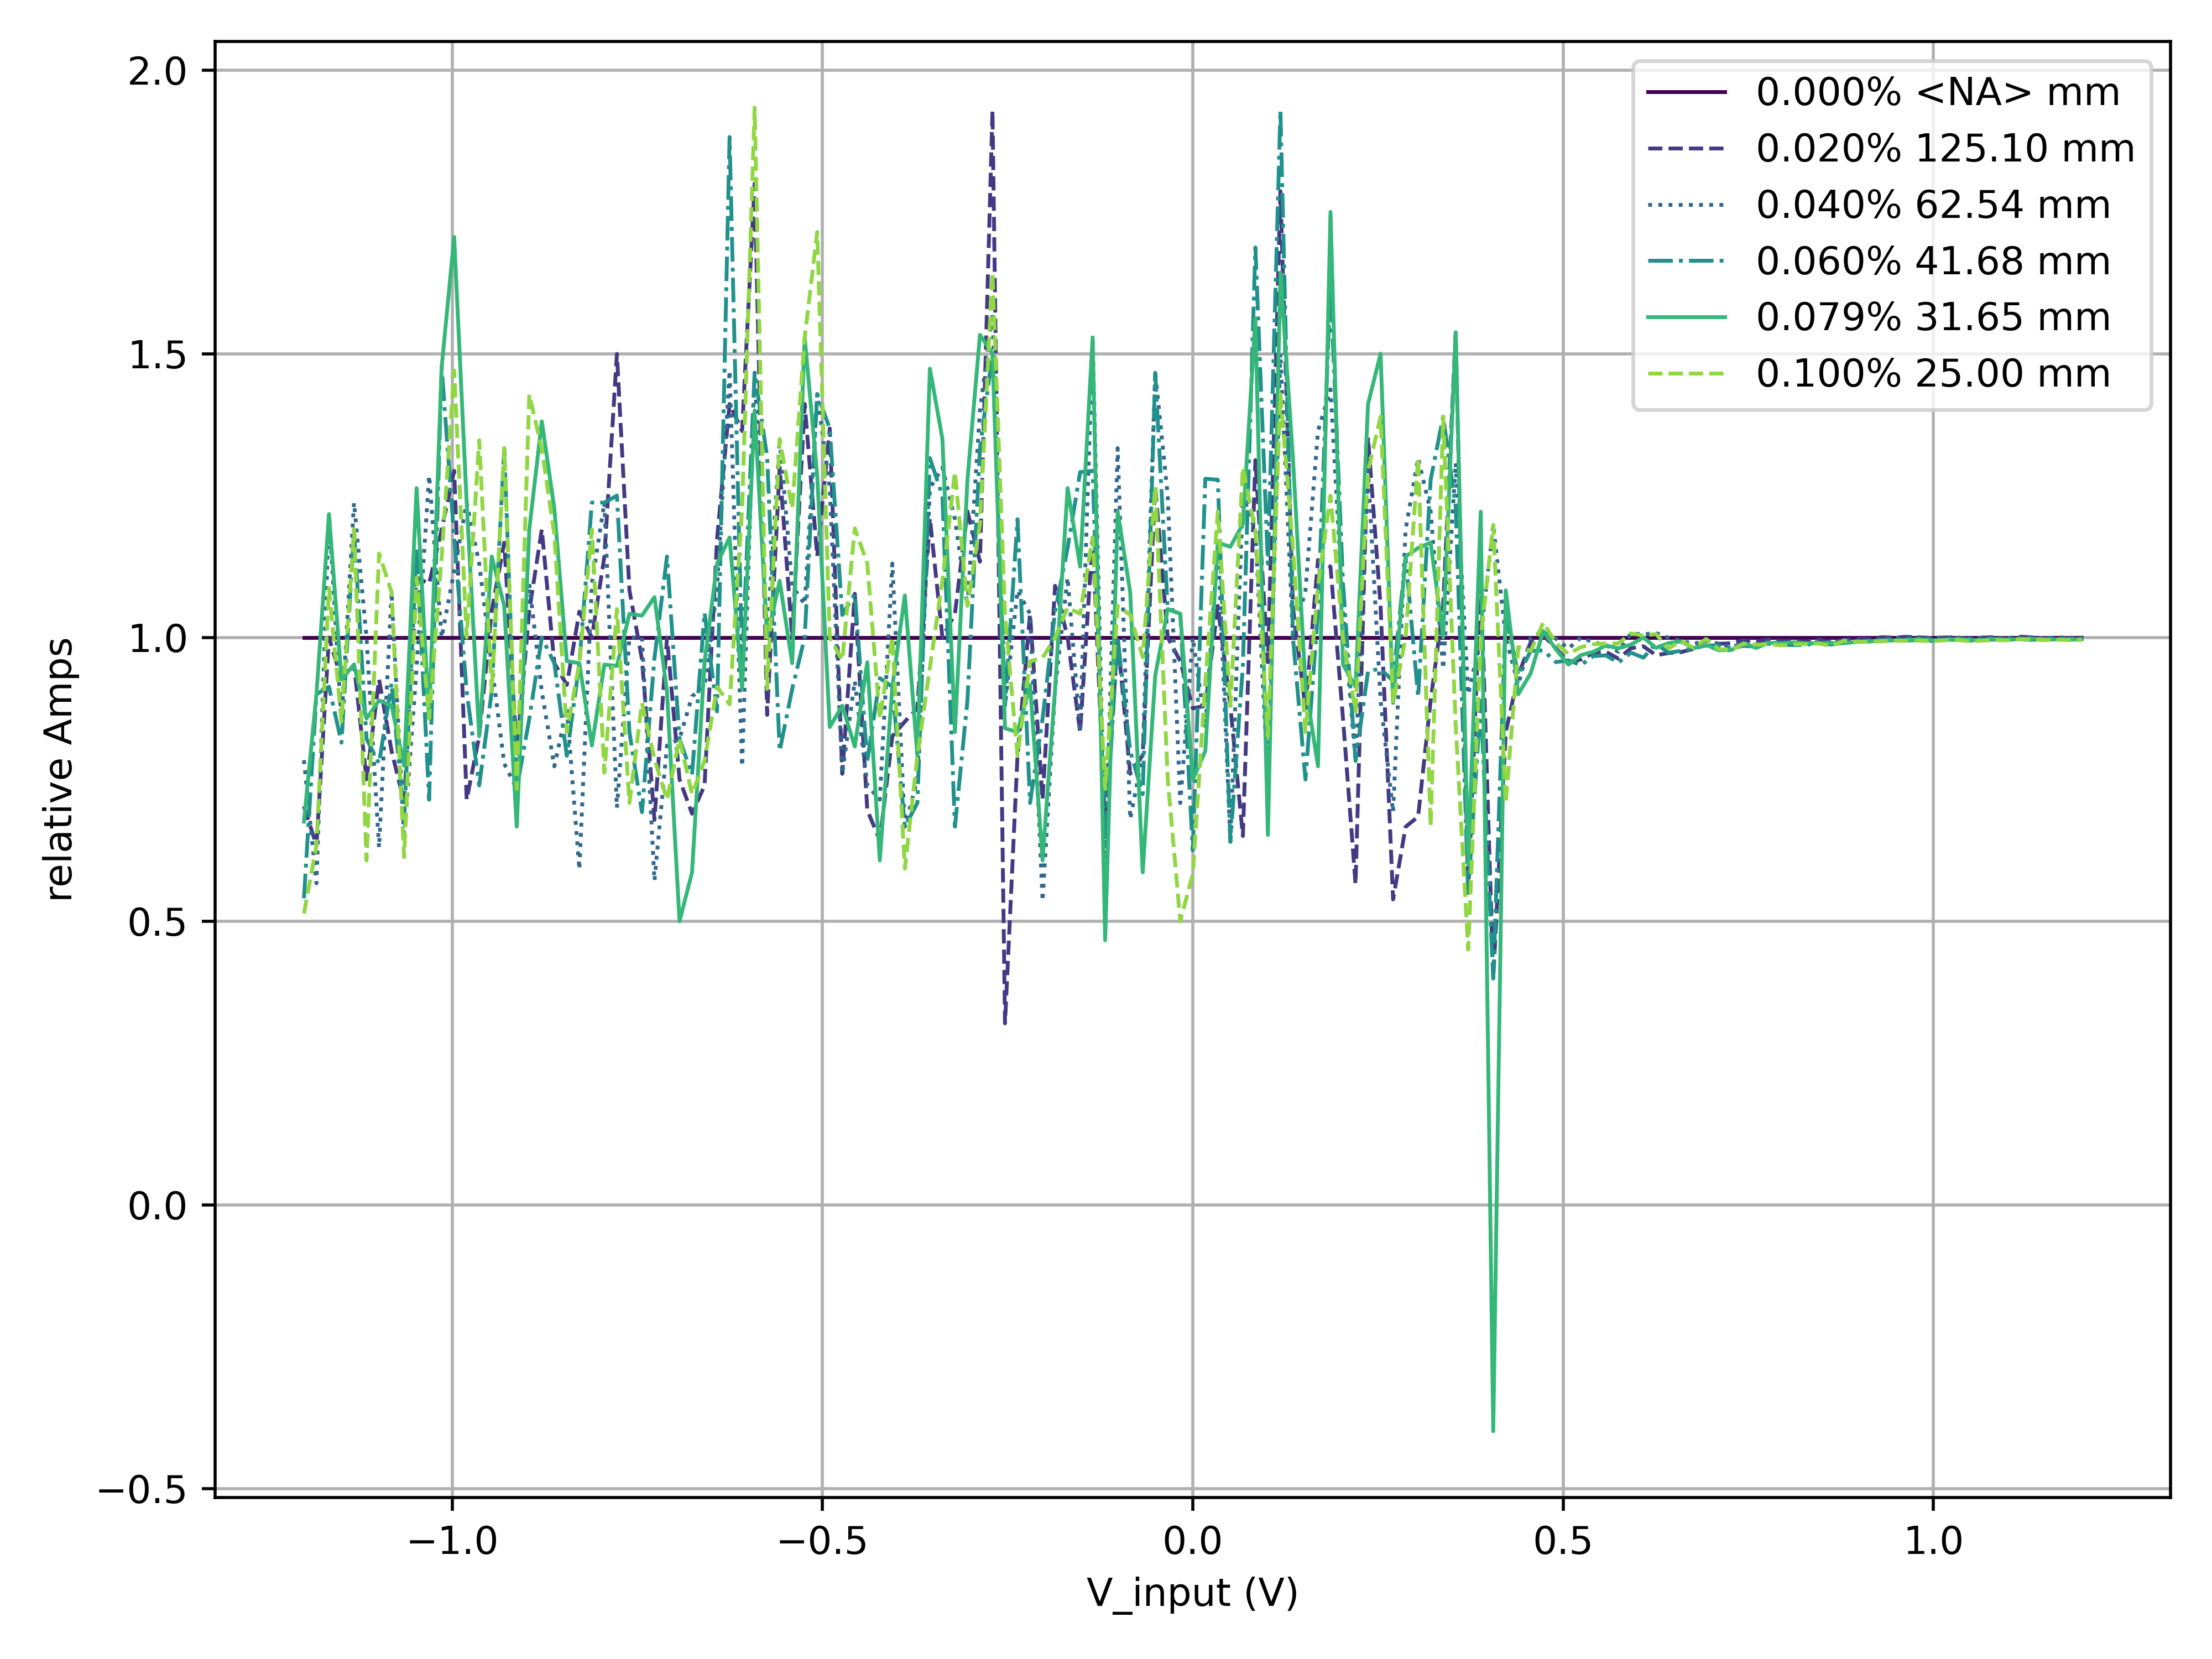 2.0
1.5
1.0
0.5
0.0
−0.5
relative Amps
−1.0
−0.5
0.0
0.5
1.0
V_input (V)
0.000% <NA> mm
0.020% 125.10 mm
0.040% 62.54 mm
0.060% 41.68 mm
0.079% 31.65 mm
0.100% 25.00 mm